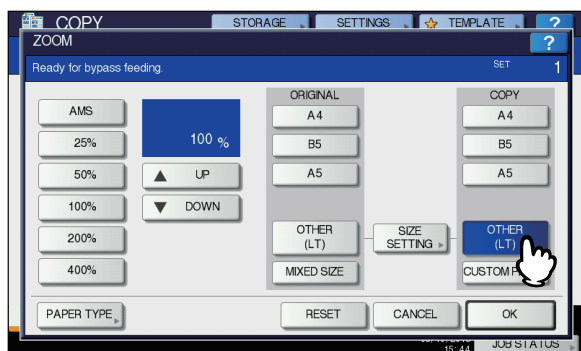 COPY STORAGE SETTINGS TEMPLATE ?
ZOOM ?
Ready for bypass feeding. SET 1
ORIGINAL COPY
AMS A4 A4
100 %
25% B5 B5
50% UP A5 A5
100% DOWN
200% OTHER (LT) SIZE SETTING OTHER (LT)
400% MIXED SIZE
PAPER TYPE RESET CANCEL OK
15:44 JOB STATUS